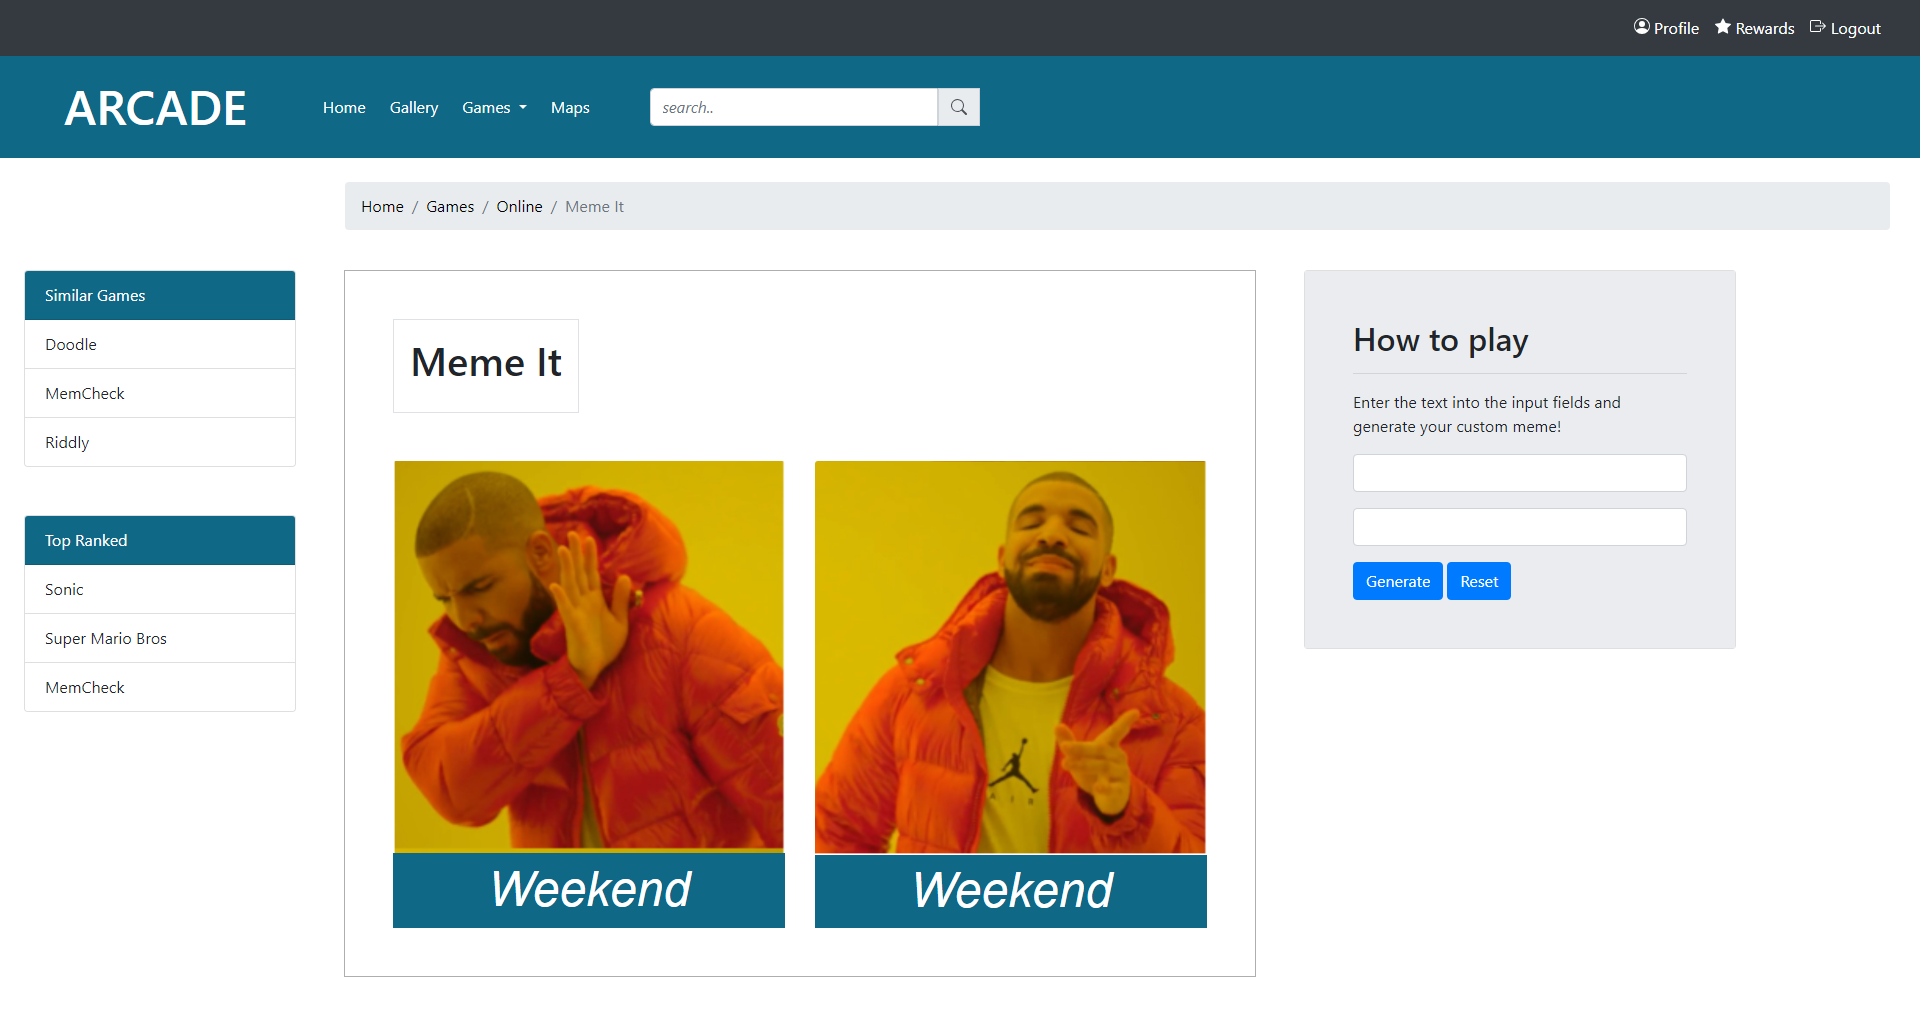 Profile Rewards Logout
ARCADE
Home Gallery Games Maps
search..
Home / Games / Online / Meme It
Similar Games
Doodle
MemCheck
Riddly
Top Ranked
Sonic
Super Mario Bros
MemCheck
Meme It
AIR
Weekend
Weekend
How to play
Enter the text into the input fields and
generate your custom meme!
Generate Reset